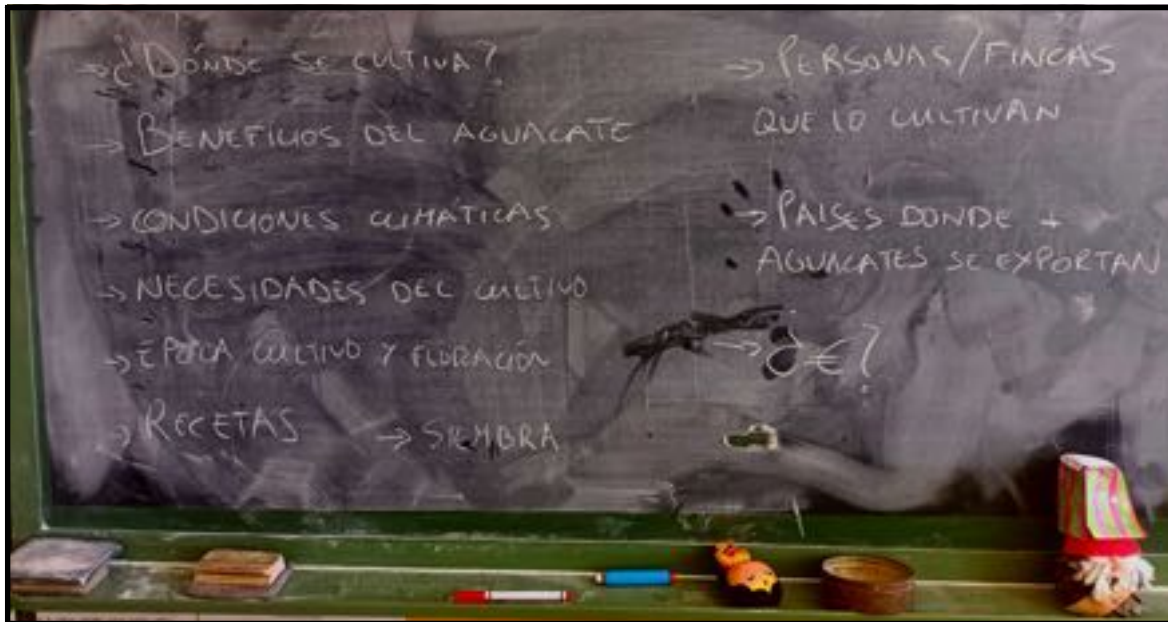 → ¿DÓNDE SE CULTIVA?
→ BENEFICIOS DEL AGUACATE
→ CONDICIONES CLIMÁTICAS
→ NECESIDADES DEL CULTIVO
→ ÉPOCA CULTIVO Y FLORACIÓN
→ RECETAS → SIEMBRA
→ PERSONAS/FINCAS
QUE LO CULTIVAN
→ PAISES DONDE +
AGUACATES SE EXPORTAN
→ ¿€?